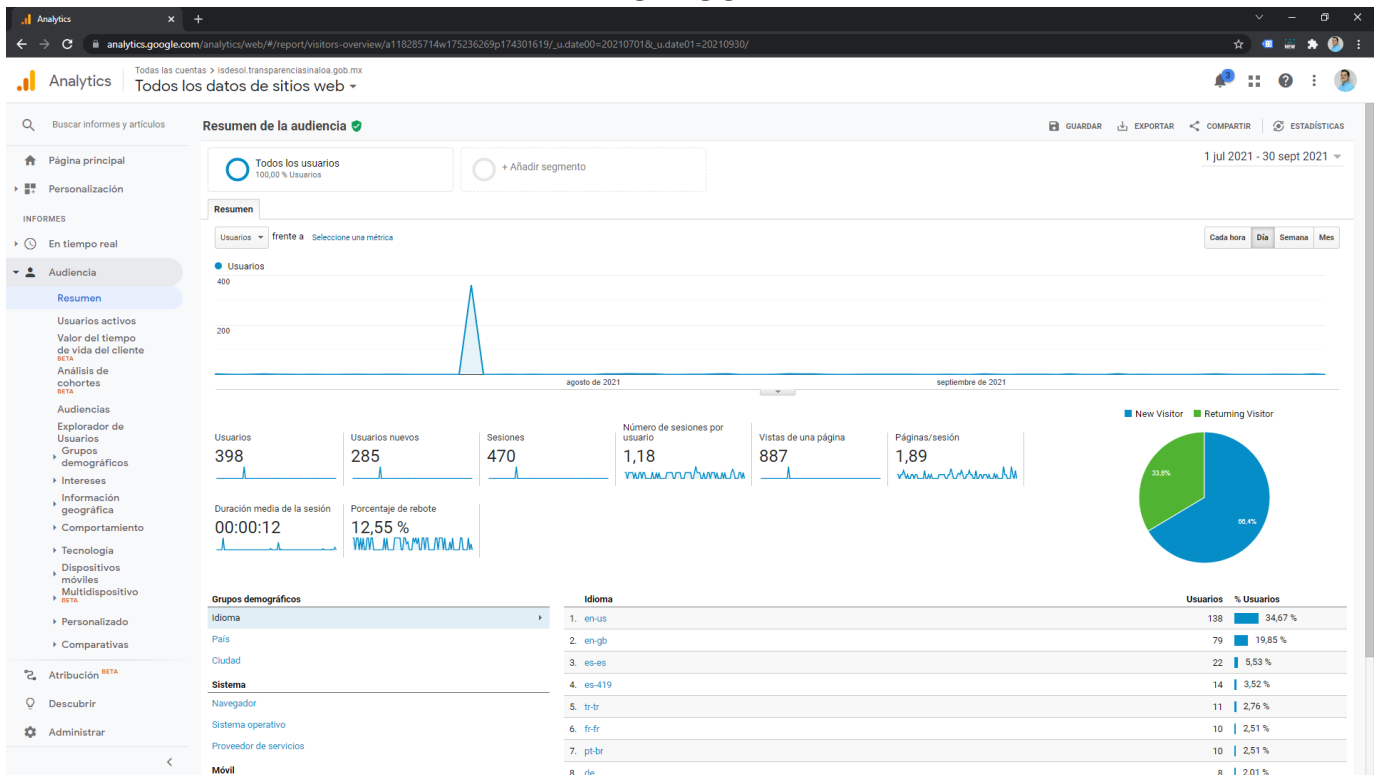 Analytics
analytics.google.com/analytics/web/#/report/visitors-overview/a118285714w175236269p174301619/_u.date00=20210701&_u.date01=20210930/
NEW
Analytics
Todas las cuentas > isdesol.transparenciasinaloa.gob.mx
Todos los datos de sitios web
3
Buscar informes y artículos
Página principal
Personalización
INFORMES
En tiempo real
Audiencia
Resumen
Usuarios activos
Valor del tiempo
de vida del cliente
BETA
Análisis de
cohortes
BETA
Audiencias
Explorador de
Usuarios
Grupos
demográficos
Intereses
Información
geográfica
Comportamiento
Tecnología
Dispositivos
móviles
Multidispositivo
BETA
Personalizado
Comparativas
Atribución BETA
Descubrir
Administrar
Resumen de la audiencia
GUARDAR EXPORTAR COMPARTIR ESTADÍSTICAS
Todos los usuarios
100,00 % Usuarios
+ Añadir segmento
1 jul 2021 - 30 sept 2021
Resumen
Usuarios frente a Seleccione una métrica
Cada hora Día Semana Mes
Usuarios
400
200
agosto de 2021 septiembre de 2021
New Visitor Returning Visitor
33,6%
66,4%
Usuarios
398
Usuarios nuevos
285
Sesiones
470
Número de sesiones por
usuario
1,18
Vistas de una página
887
Páginas/sesión
1,89
Duración media de la sesión
00:00:12
Porcentaje de rebote
12,55 %
Grupos demográficos
Idioma
País
Ciudad
Sistema
Navegador
Sistema operativo
Proveedor de servicios
Móvil
Idioma Usuarios % Usuarios
1. en-us 138 34,67 %
2. en-gb 79 19,85 %
3. es-es 22 5,53 %
4. es-419 14 3,52 %
5. tr-tr 11 2,76 %
6. fr-fr 10 2,51 %
7. pt-br 10 2,51 %
8. de 8 2,01 %